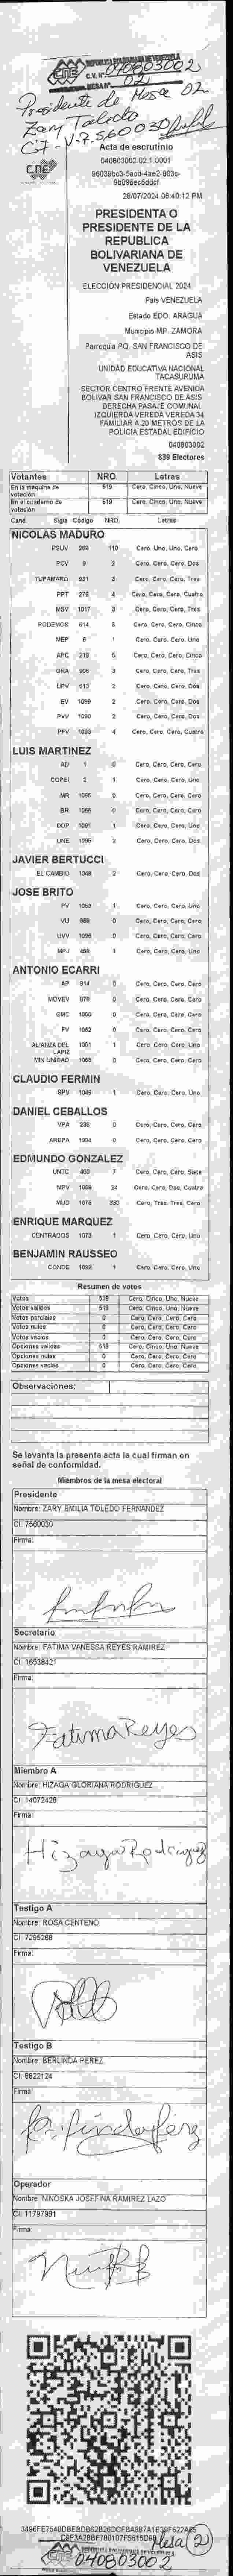 CNE REPÚBLICA BOLIVARIANA DE VENEZUELA
C.V. N° 040803002
MESA N° 02
Presidente de Mesa 02
Zary Toledo
CI. V-7560030
Acta de escrutinio
CNE
040803002.02.1.0001
28/07/2024 08:40:12 PM
PRESIDENTA O
PRESIDENTE DE LA
REPUBLICA
BOLIVARIANA DE
VENEZUELA
ELECCIÓN PRESIDENCIAL 2024
País VENEZUELA
Estado EDO. ARAGUA
Municipio MP. ZAMORA
Parroquia PQ. SAN FRANCISCO DE
ASIS
UNIDAD EDUCATIVA NACIONAL
TACASURUMA
SECTOR CENTRO FRENTE AVENIDA
BOLIVAR SAN FRANCISCO DE ASIS
DERECHA PASAJE COMUNAL
IZQUIERDA VEREDA VEREDA 34
FAMILIAR A 20 METROS DE LA
POLICIA ESTADAL EDIFICIO
040803002
839 Electores
Votantes NRO. Letras
En la maquina de votación 519 Cero, Cinco, Uno, Nueve
En el cuaderno de votación 519 Cero, Cinco, Uno, Nueve
Cand Sigla Código NRO. Letras
NICOLAS MADURO
PSUV 269 110 Cero, Uno, Uno, Cero
PCV 9 2 Cero, Cero, Cero, Dos
TUPAMARO 931 3 Cero, Cero, Cero, Tres
PPT 278 4 Cero, Cero, Cero, Cuatro
MSV 1017 3 Cero, Cero, Cero, Tres
PODEMOS 614 5 Cero, Cero, Cero, Cinco
MEP 6 1 Cero, Cero, Cero, Uno
APC 219 5 Cero, Cero, Cero, Cinco
ORA 906 3 Cero, Cero, Cero, Tres
UPV 613 2 Cero, Cero, Cero, Dos
EV 1089 2 Cero, Cero, Cero, Dos
PVV 1090 2 Cero, Cero, Cero, Dos
PFV 1093 4 Cero, Cero, Cero, Cuatro
LUIS MARTINEZ
AD 1 0 Cero, Cero, Cero, Cero
COPEI 2 1 Cero, Cero, Cero, Uno
MR 1065 0 Cero, Cero, Cero, Cero
BR 1088 0 Cero, Cero, Cero, Cero
DDP 1091 1 Cero, Cero, Cero, Uno
UNE 1095 2 Cero, Cero, Cero, Dos
JAVIER BERTUCCI
EL CAMBIO 1048 2 Cero, Cero, Cero, Dos
JOSE BRITO
PV 1053 1 Cero, Cero, Cero, Uno
VU 868 0 Cero, Cero, Cero, Cero
UVV 1096 0 Cero, Cero, Cero, Cero
MPJ 458 1 Cero, Cero, Cero, Uno
ANTONIO ECARRI
AP 914 0 Cero, Cero, Cero, Cero
MOVEV 979 0 Cero, Cero, Cero, Cero
CMC 1050 0 Cero, Cero, Cero, Cero
FV 1062 0 Cero, Cero, Cero, Cero
ALIANZA DEL LAPIZ 1051 1 Cero, Cero, Cero, Uno
MIN UNIDAD 1063 0 Cero, Cero, Cero, Cero
CLAUDIO FERMIN
SPV 1049 1 Cero, Cero, Cero, Uno
DANIEL CEBALLOS
VPA 238 0 Cero, Cero, Cero, Cero
AREPA 1094 0 Cero, Cero, Cero, Cero
EDMUNDO GONZALEZ
UNTC 460 7 Cero, Cero, Cero, Siete
MPV 1069 24 Cero, Cero, Dos, Cuatro
MUD 1076 330 Cero, Tres, Tres, Cero
ENRIQUE MARQUEZ
CENTRADOS 1073 1 Cero, Cero, Cero, Uno
BENJAMIN RAUSSEO
CONDE 1092 1 Cero, Cero, Cero, Uno
Resumen de votos
Votos 519 Cero, Cinco, Uno, Nueve
Votos validos 519 Cero, Cinco, Uno, Nueve
Votos parciales 0 Cero, Cero, Cero, Cero
Votos nulos 0 Cero, Cero, Cero, Cero
Votos vacios 0 Cero, Cero, Cero, Cero
Opciones validas 519 Cero, Cinco, Uno, Nueve
Opciones nulas 0 Cero, Cero, Cero, Cero
Opciones vacias 0 Cero, Cero, Cero, Cero
Observaciones:
Se levanta la presente acta la cual firman en
señal de conformidad.
Miembros de la mesa electoral
Presidente
Nombre: ZARY EMILIA TOLEDO FERNANDEZ
CI: 7560030
Firma:
Secretario
Nombre: FATIMA VANESSA REYES RAMIREZ
CI: 16538421
Firma:
Fatima Reyes
Miembro A
Nombre: HIZAGA GLORIANA RODRIGUEZ
CI: 14072428
Firma:
Hizaga Rodriguez
Testigo A
Nombre: ROSA CENTENO
CI: 7295288
Firma:
Testigo B
Nombre: BERLINDA PEREZ
CI: 8822124
Firma:
Operador
Nombre: NINOSKA JOSEFINA RAMIREZ LAZO
CI: 11797981
Firma:
Mesa 2
040803002